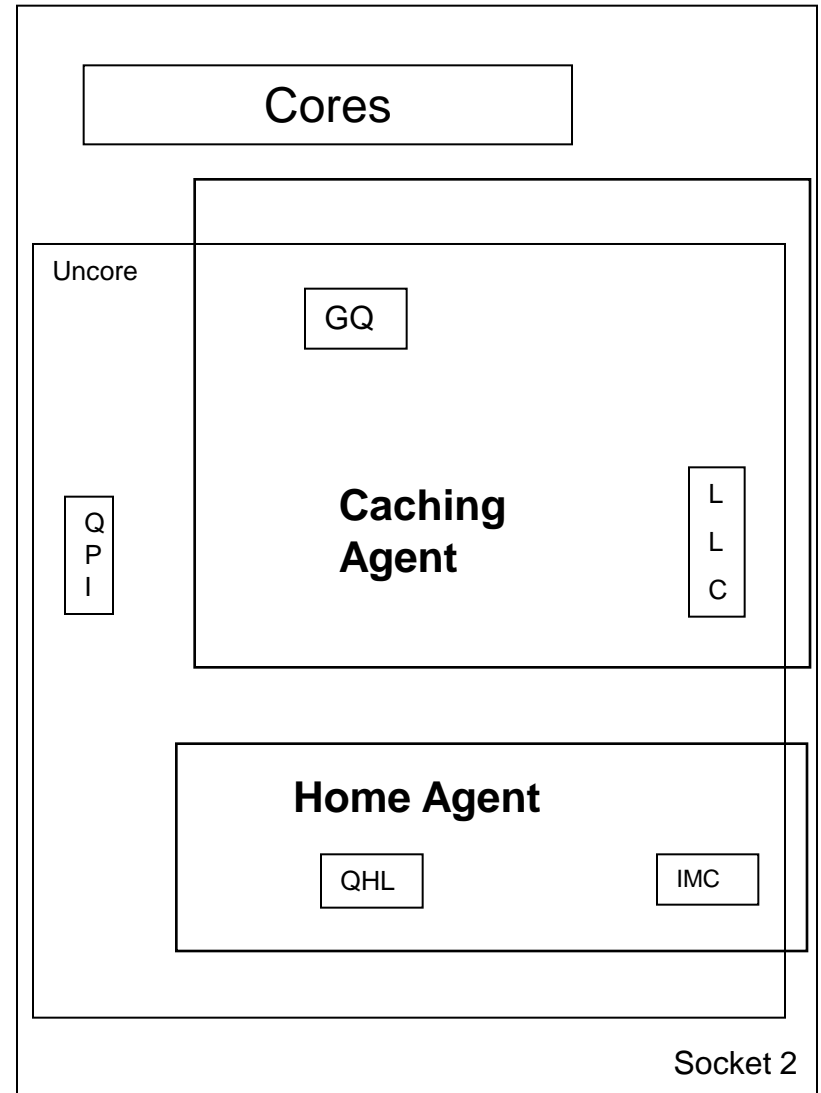 Cores
Uncore
GQ
Caching
Agent
Q
P
I
L
L
C
Home Agent
QHL
IMC
Socket 2